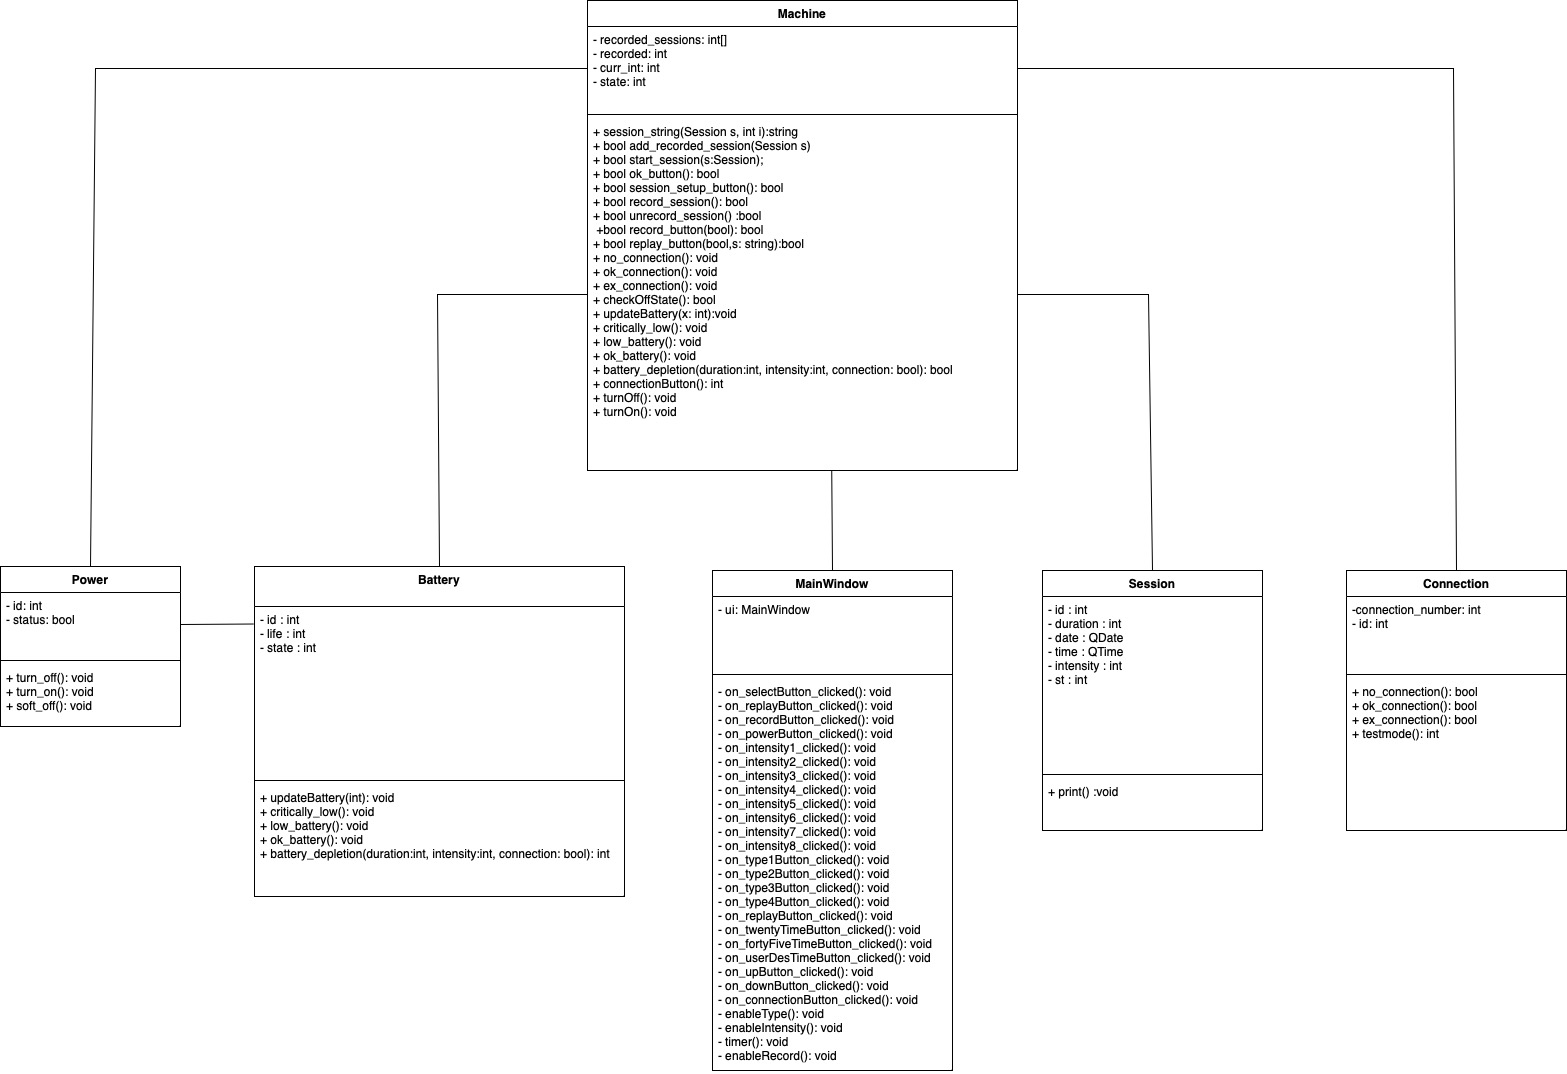 Machine
- recorded_sessions: int[]
- recorded: int
- curr_int: int
- state: int
+ session_string(Session s, int i):string
+ bool add_recorded_session(Session s)
+ bool start_session(s:Session);
+ bool ok_button(): bool
+ bool session_setup_button(): bool
+ bool record_session(): bool
+ bool unrecord_session() :bool
+bool record_button(bool): bool
+ bool replay_button(bool,s: string):bool
+ no_connection(): void
+ ok_connection(): void
+ ex_connection(): void
+ checkOffState(): bool
+ updateBattery(x: int):void
+ critically_low(): void
+ low_battery(): void
+ ok_battery(): void
+ battery_depletion(duration:int, intensity:int, connection: bool): bool
+ connectionButton(): int
+ turnOff(): void
+ turnOn(): void
Power
- id: int
- status: bool
+ turn_off(): void
+ turn_on(): void
+ soft_off(): void
Battery
- id : int
- life : int
- state : int
+ updateBattery(int): void
+ critically_low(): void
+ low_battery(): void
+ ok_battery(): void
+ battery_depletion(duration:int, intensity:int, connection: bool): int
MainWindow
- ui: MainWindow
- on_selectButton_clicked(): void
- on_replayButton_clicked(): void
- on_recordButton_clicked(): void
- on_powerButton_clicked(): void
- on_intensity1_clicked(): void
- on_intensity2_clicked(): void
- on_intensity3_clicked(): void
- on_intensity4_clicked(): void
- on_intensity5_clicked(): void
- on_intensity6_clicked(): void
- on_intensity7_clicked(): void
- on_intensity8_clicked(): void
- on_type1Button_clicked(): void
- on_type2Button_clicked(): void
- on_type3Button_clicked(): void
- on_type4Button_clicked(): void
- on_replayButton_clicked(): void
- on_twentyTimeButton_clicked(): void
- on_fortyFiveTimeButton_clicked(): void
- on_userDesTimeButton_clicked(): void
- on_upButton_clicked(): void
- on_downButton_clicked(): void
- on_connectionButton_clicked(): void
- enableType(): void
- enableIntensity(): void
- timer(): void
- enableRecord(): void
Session
- id : int
- duration : int
- date : QDate
- time : QTime
- intensity : int
- st : int
+ print() :void
Connection
-connection_number: int
- id: int
+ no_connection(): bool
+ ok_connection(): bool
+ ex_connection(): bool
+ testmode(): int